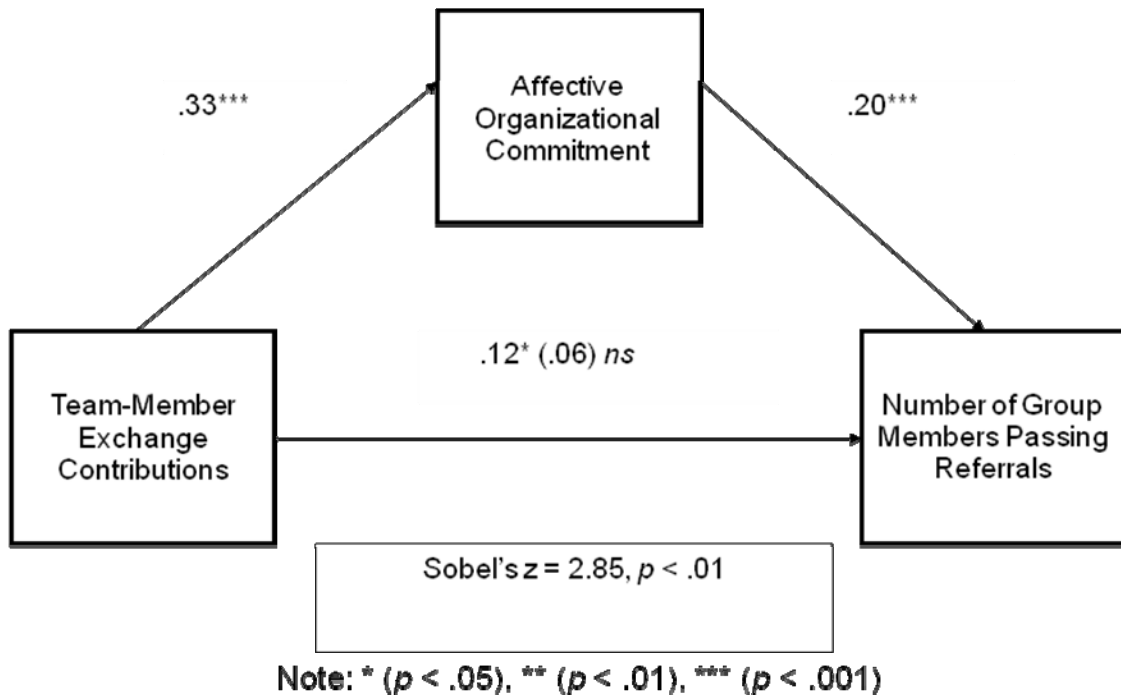 .33***
Affective
Organizational
Commitment
.20***
.12* (.06) ns
Team-Member
Exchange
Contributions
Number of Group
Members Passing
Referrals
Sobel's z = 2.85, p < .01
Note: * (p < .05), ** (p < .01), *** (p < .001)